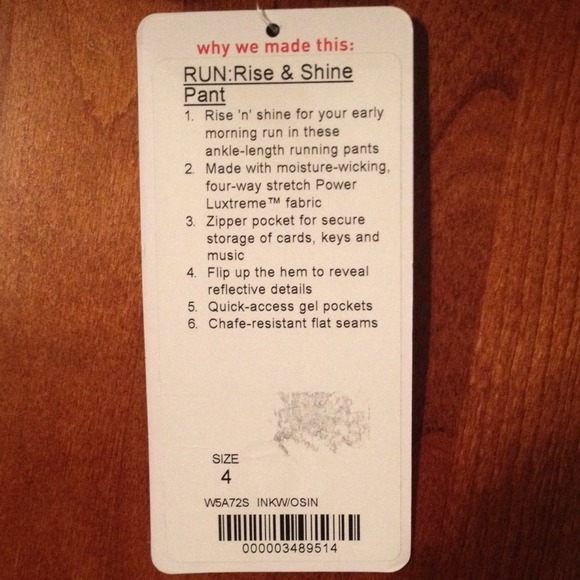 why we made this:
RUN:Rise & Shine
Pant
1. Rise 'n' shine for your early
morning run in these
ankle-length running pants
2. Made with moisture-wicking,
four-way stretch Power
Luxtreme™ fabric
3. Zipper pocket for secure
storage of cards, keys and
music
4. Flip up the hem to reveal
reflective details
5. Quick-access gel pockets
6. Chafe-resistant flat seams
SIZE
4
W5A72S INKW/OSIN
000003489514